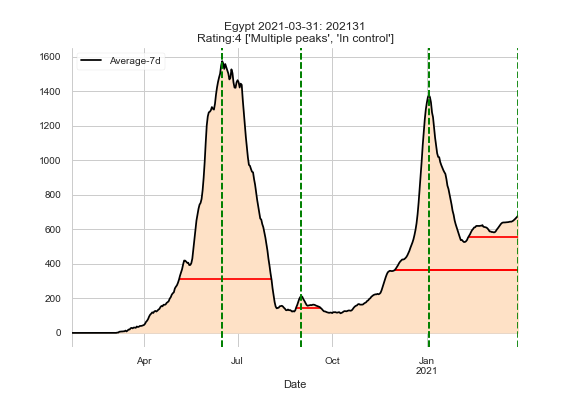 Egypt 2021-03-31: 202131
Rating:4 ['Multiple peaks', 'In control']
Average-7d
1600
1400
1200
1000
800
600
400
200
0
Apr
Jul
Oct
Jan
2021
Date